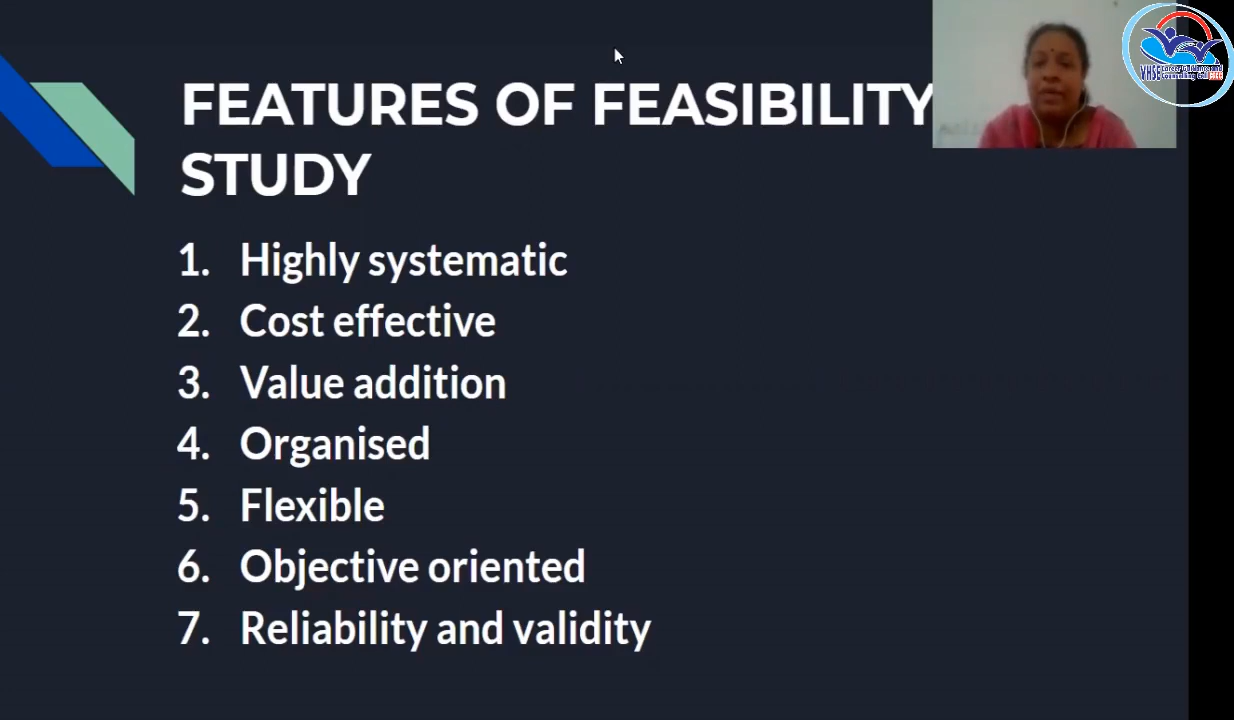 FEATURES OF FEASIBILITY
STUDY
1. Highly systematic
2. Cost effective
3. Value addition
4. Organised
5. Flexible
6. Objective oriented
7. Reliability and validity
VHSE